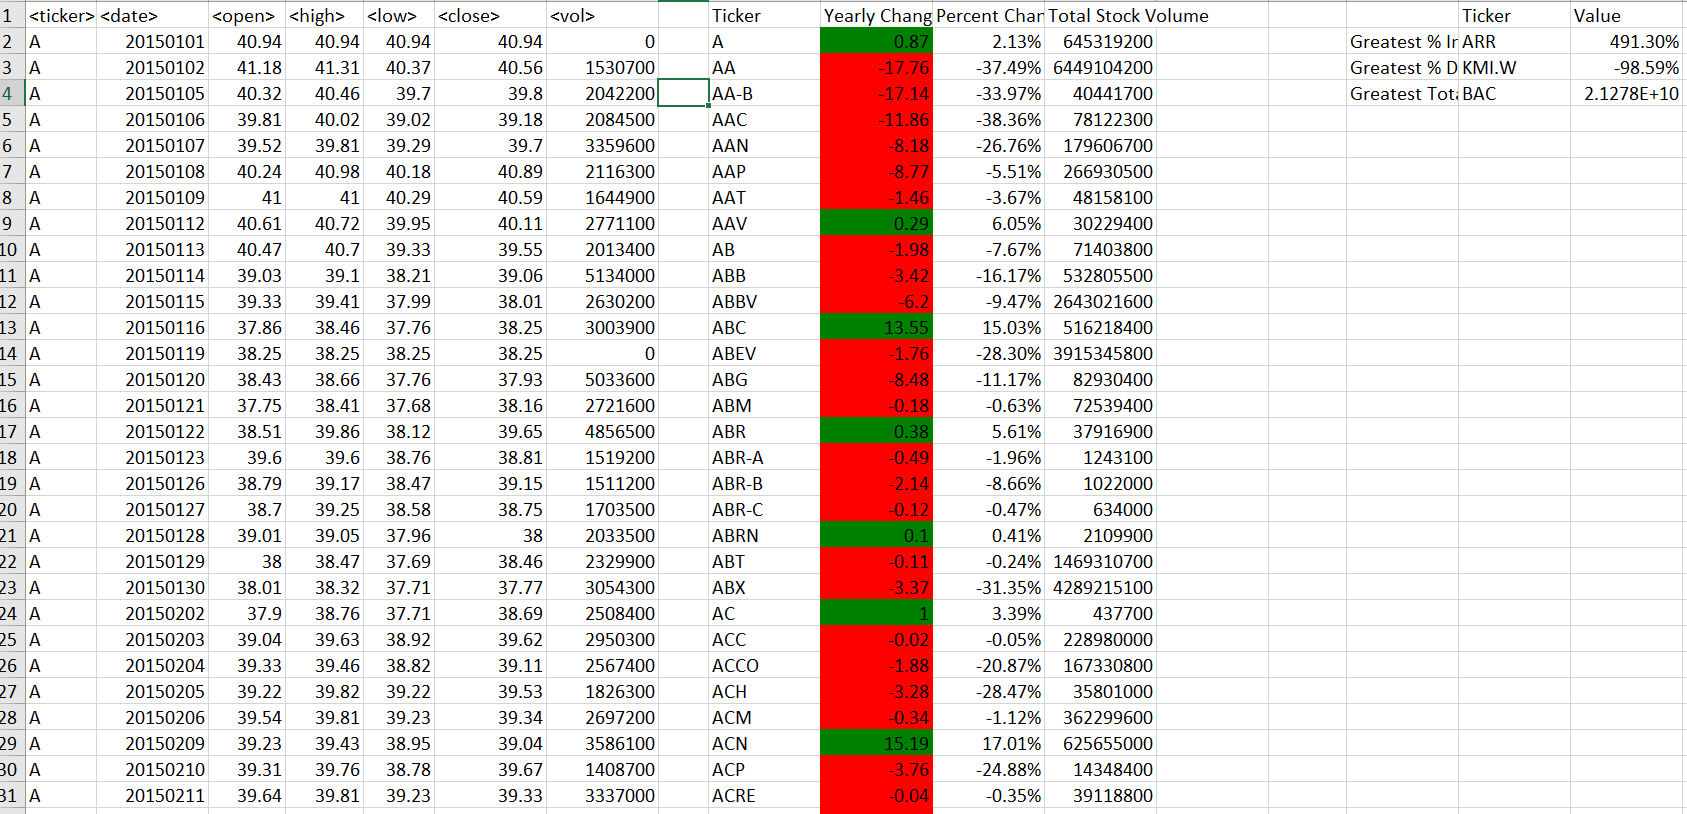 1 <ticker> <date> <open> <high> <low> <close> <vol> Ticker Yearly Chang Percent Char Total Stock Volume Ticker Value
2 A 20150101 40.94 40.94 40.94 40.94 0 A 0.87 2.13% 645319200 Greatest % Ir ARR 491.30%
3 A 20150102 41.18 41.31 40.37 40.56 1530700 AA -17.76 -37.49% 6449104200 Greatest % D KMI.W -98.59%
4 A 20150105 40.32 40.46 39.7 39.8 2042200 AA-B -17.14 -33.97% 40441700 Greatest Tota BAC 2.1278E+10
5 A 20150106 39.81 40.02 39.02 39.18 2084500 AAC -11.86 -38.36% 78122300
6 A 20150107 39.52 39.81 39.29 39.7 3359600 AAN -8.18 -26.76% 179606700
7 A 20150108 40.24 40.98 40.18 40.89 2116300 AAP -8.77 -5.51% 266930500
8 A 20150109 41 41 40.29 40.59 1644900 AAT -1.46 -3.67% 48158100
9 A 20150112 40.61 40.72 39.95 40.11 2771100 AAV 0.29 6.05% 30229400
10 A 20150113 40.47 40.7 39.33 39.55 2013400 AB -1.98 -7.67% 71403800
11 A 20150114 39.03 39.1 38.21 39.06 5134000 ABB -3.42 -16.17% 532805500
12 A 20150115 39.33 39.41 37.99 38.01 2630200 ABBV -6.2 -9.47% 2643021600
13 A 20150116 37.86 38.46 37.76 38.25 3003900 ABC 13.55 15.03% 516218400
14 A 20150119 38.25 38.25 38.25 38.25 0 ABEV -1.76 -28.30% 3915345800
15 A 20150120 38.43 38.66 37.76 37.93 5033600 ABG -8.48 -11.17% 82930400
16 A 20150121 37.75 38.41 37.68 38.16 2721600 ABM -0.18 -0.63% 72539400
17 A 20150122 38.51 39.86 38.12 39.65 4856500 ABR 0.38 5.61% 37916900
18 A 20150123 39.6 39.6 38.76 38.81 1519200 ABR-A -0.49 -1.96% 1243100
19 A 20150126 38.79 39.17 38.47 39.15 1511200 ABR-B -2.14 -8.66% 1022000
20 A 20150127 38.7 39.25 38.58 38.75 1703500 ABR-C -0.12 -0.47% 634000
21 A 20150128 39.01 39.05 37.96 38 2033500 ABRN 0.1 0.41% 2109900
22 A 20150129 38 38.47 37.69 38.46 2329900 ABT -0.11 -0.24% 1469310700
23 A 20150130 38.01 38.32 37.71 37.77 3054300 ABX -3.37 -31.35% 4289215100
24 A 20150202 37.9 38.76 37.71 38.69 2508400 AC 1 3.39% 437700
25 A 20150203 39.04 39.63 38.92 39.62 2950300 ACC -0.02 -0.05% 228980000
26 A 20150204 39.33 39.46 38.82 39.11 2567400 ACCO -1.88 -20.87% 167330800
27 A 20150205 39.22 39.82 39.22 39.53 1826300 ACH -3.28 -28.47% 35801000
28 A 20150206 39.54 39.81 39.23 39.34 2697200 ACM -0.34 -1.12% 362299600
29 A 20150209 39.23 39.43 38.95 39.04 3586100 ACN 15.19 17.01% 625655000
30 A 20150210 39.31 39.76 38.78 39.67 1408700 ACP -3.76 -24.88% 14348400
31 A 20150211 39.64 39.81 39.23 39.33 3337000 ACRE -0.04 -0.35% 39118800